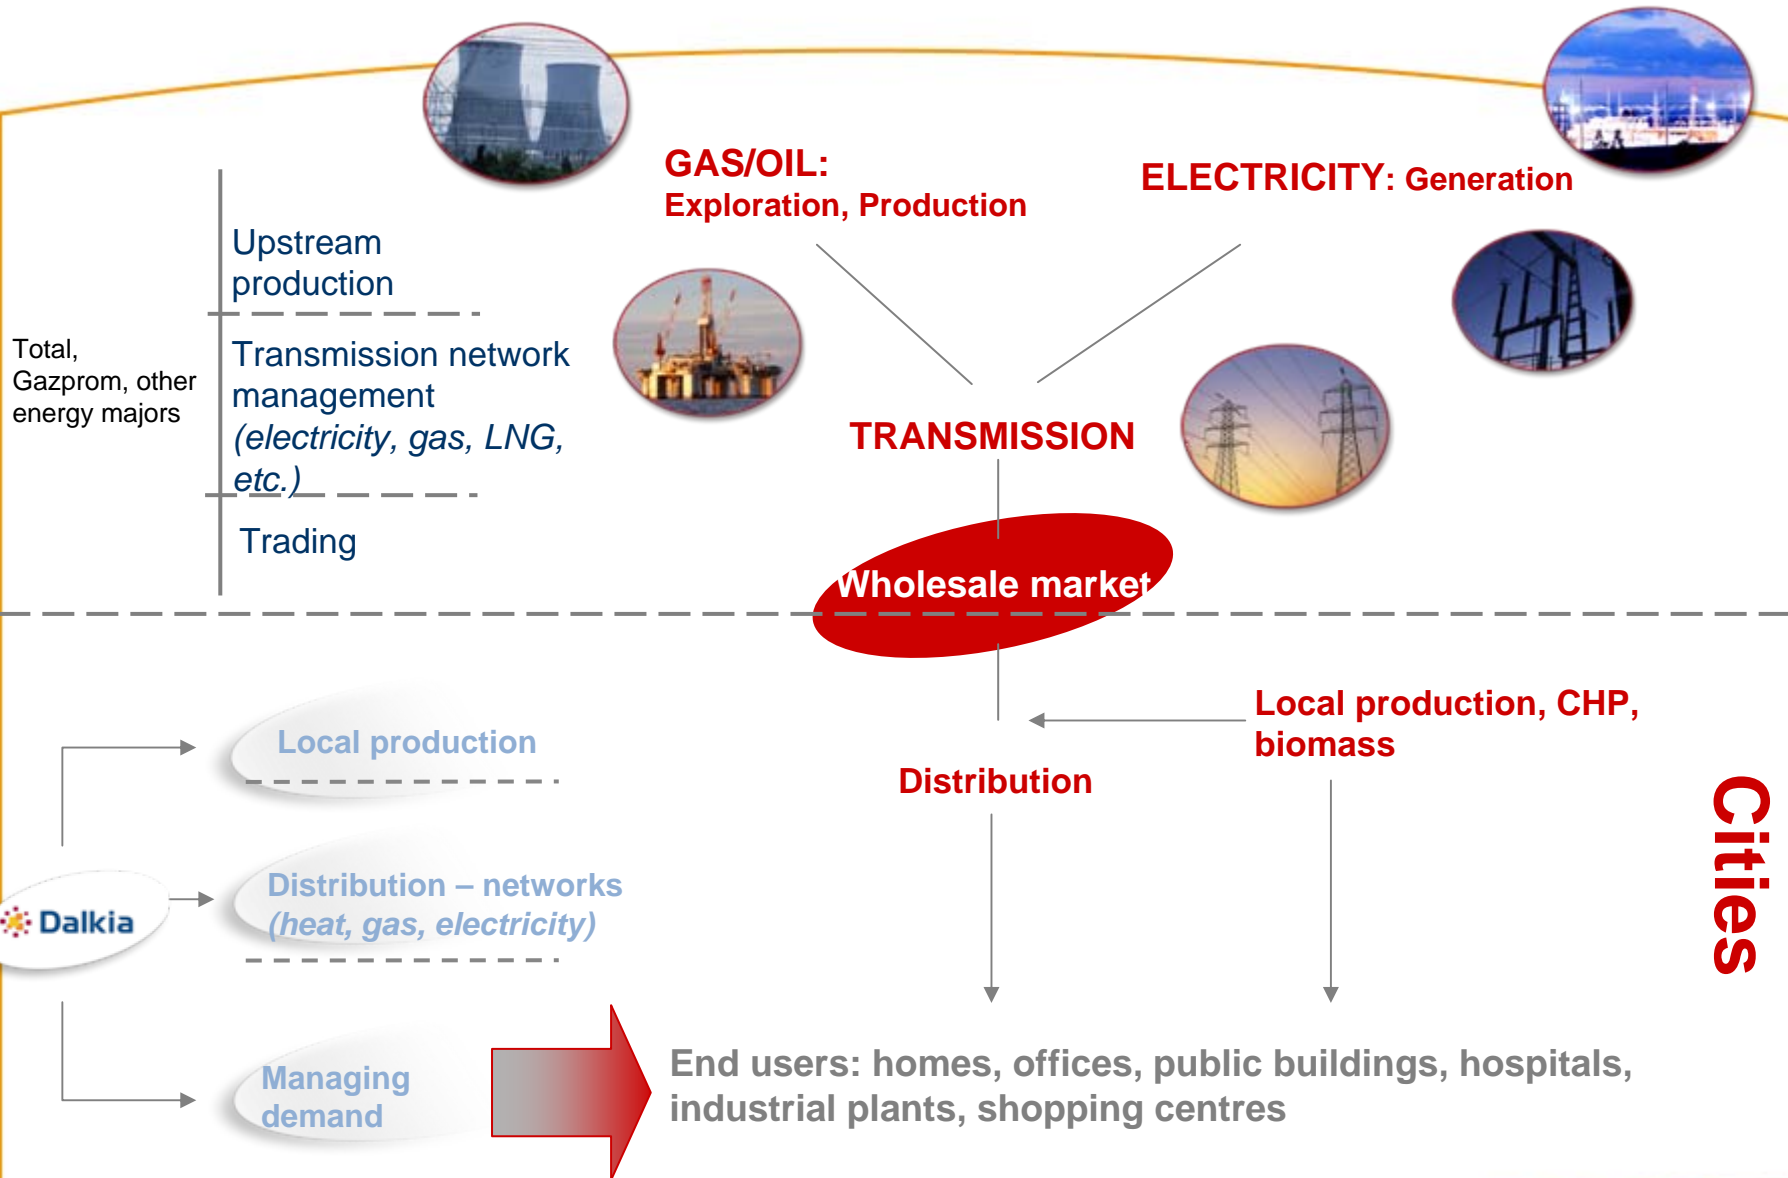 GAS/OIL:
Exploration, Production
ELECTRICITY: Generation
Upstream
production
Total,
Gazprom, other
energy majors
Transmission network
management
(electricity, gas, LNG,
etc.)
Trading
TRANSMISSION
Wholesale market
Local production
Local production, CHP,
biomass
Distribution
Distribution – networks
(heat, gas, electricity)
Dalkia
Cities
Managing
demand
End users: homes, offices, public buildings, hospitals,
industrial plants, shopping centres